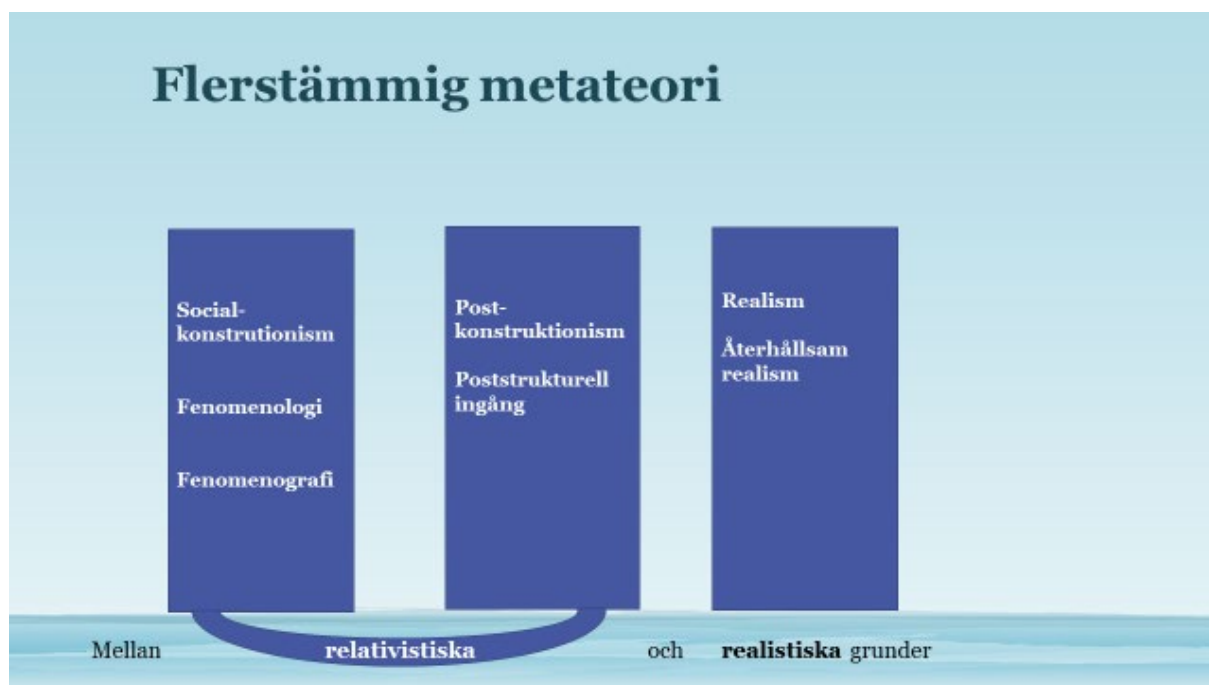 Flerstämmig metateori
Social-
konstrutionism
Fenomenologi
Fenomenografi
Post-
konstruktionism
Poststrukturell
ingång
Realism
Återhållsam
realism
Mellan relativistiska och realistiska grunder